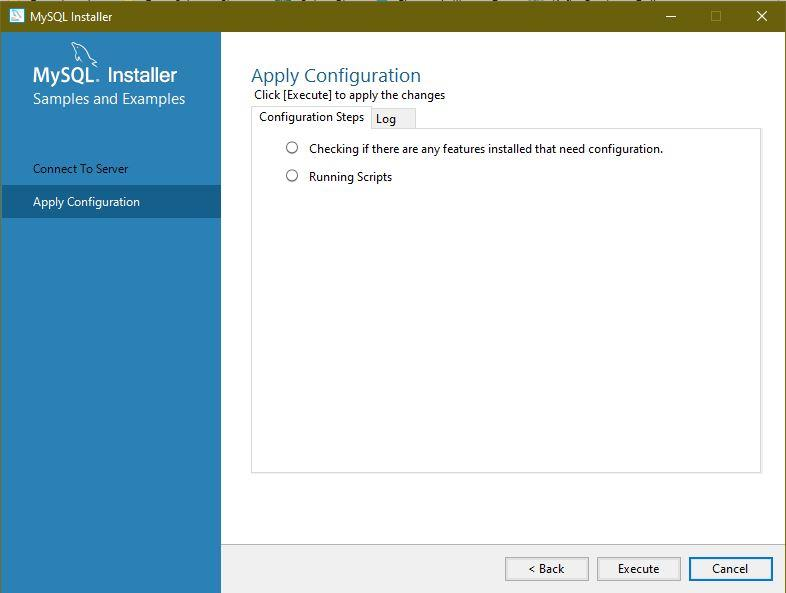 MySQL Installer
MySQL. Installer
Samples and Examples
Connect To Server
Apply Configuration
Apply Configuration
Click [Execute] to apply the changes
Configuration Steps
Log
Checking if there are any features installed that need configuration.
Running Scripts
< Back
Execute
Cancel